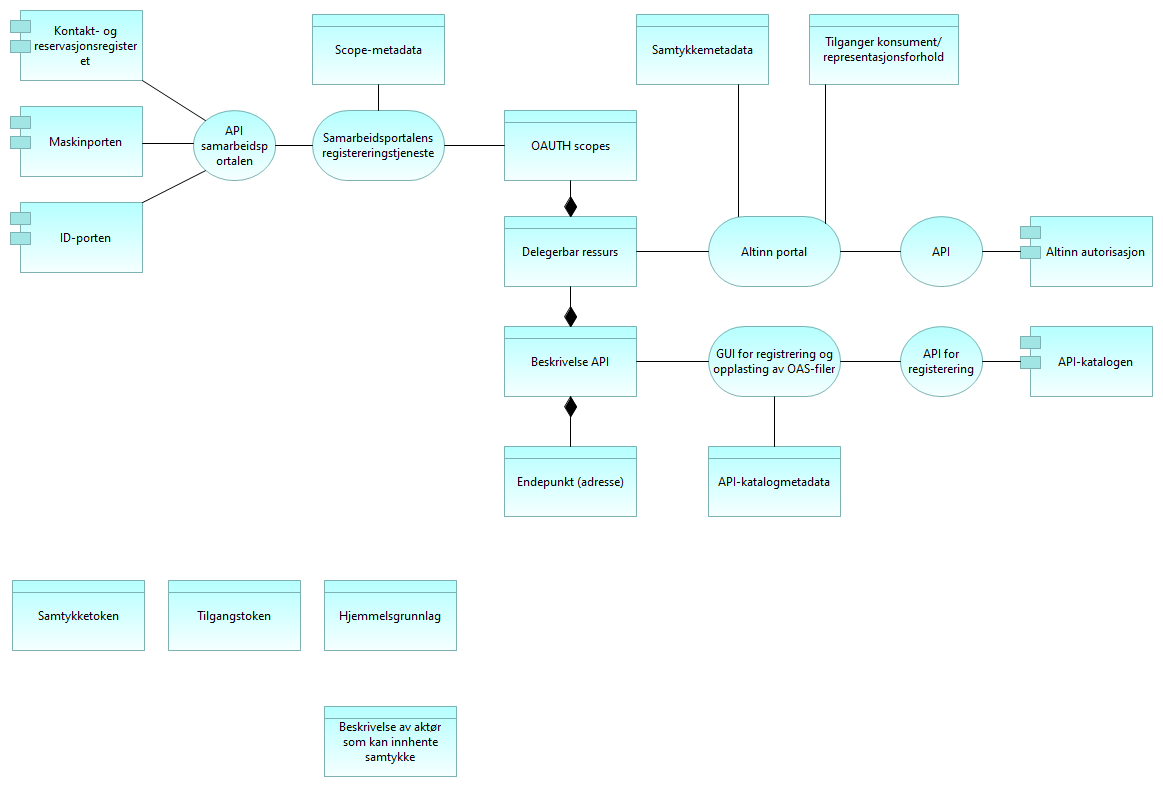 Kontakt- og
reservasjonsregister
et
Scope-metadata
Samtykkemetadata
Tilganger konsument/
representasjonsforhold
Maskinporten
API
samarbeidsp
ortalen
Samarbeidsportalens
registereringstjeneste
OAUTH scopes
ID-porten
Delegerbar ressurs
Altinn portal
API
Altinn autorisasjon
Beskrivelse API
GUI for registrering og
opplasting av OAS-filer
API for
registerering
API-katalogen
Endepunkt (adresse)
API-katalogmetadata
Samtykketoken
Tilgangstoken
Hjemmelsgrunnlag
Beskrivelse av aktør
som kan innhente
samtykke